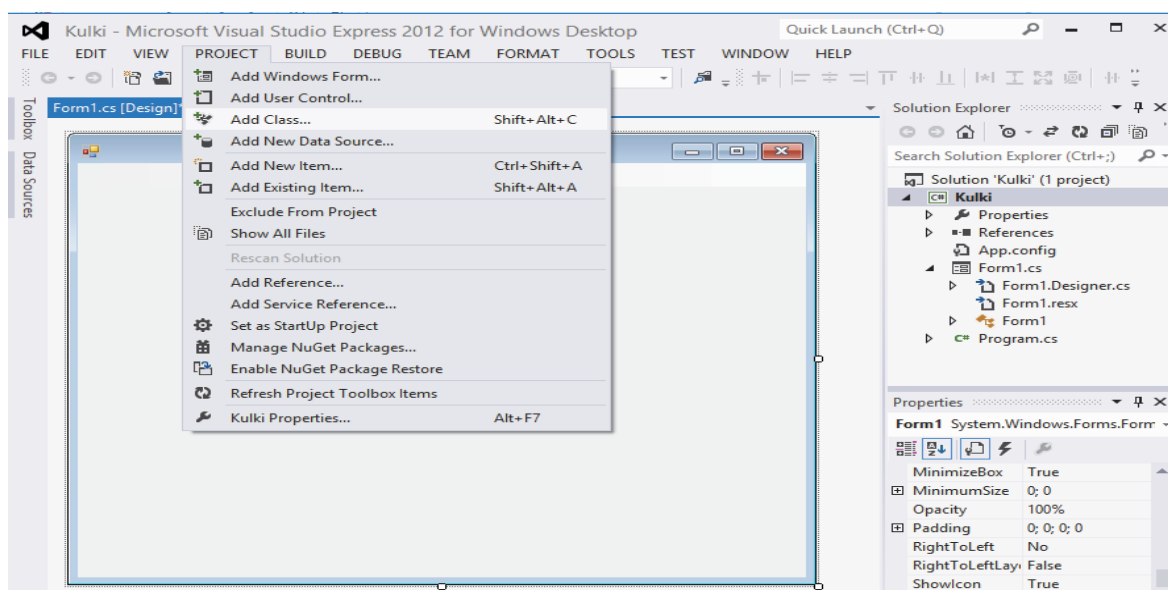 Kulki - Microsoft Visual Studio Express 2012 for Windows Desktop
Quick Launch (Ctrl+Q)
FILE EDIT VIEW PROJECT BUILD DEBUG TEAM FORMAT TOOLS TEST WINDOW HELP
Toolbox
Data Sources
Form1.cs [Design]*
Add Windows Form...
Add User Control...
Add Class... Shift+Alt+C
Add New Data Source...
Add New Item... Ctrl+Shift+A
Add Existing Item... Shift+Alt+A
Exclude From Project
Show All Files
Rescan Solution
Add Reference...
Add Service Reference...
Set as StartUp Project
Manage NuGet Packages...
Enable NuGet Package Restore
Refresh Project Toolbox Items
Kulki Properties... Alt+F7
Solution Explorer
Search Solution Explorer (Ctrl+;)
Solution 'Kulki' (1 project)
C# Kulki
Properties
References
App.config
Form1.cs
Form1.Designer.cs
Form1.resx
Form1
C# Program.cs
Properties
Form1 System.Windows.Forms.Form
MinimizeBox True
MinimumSize 0; 0
Opacity 100%
Padding 0; 0; 0; 0
RightToLeft No
RightToLeftLay False
ShowIcon True